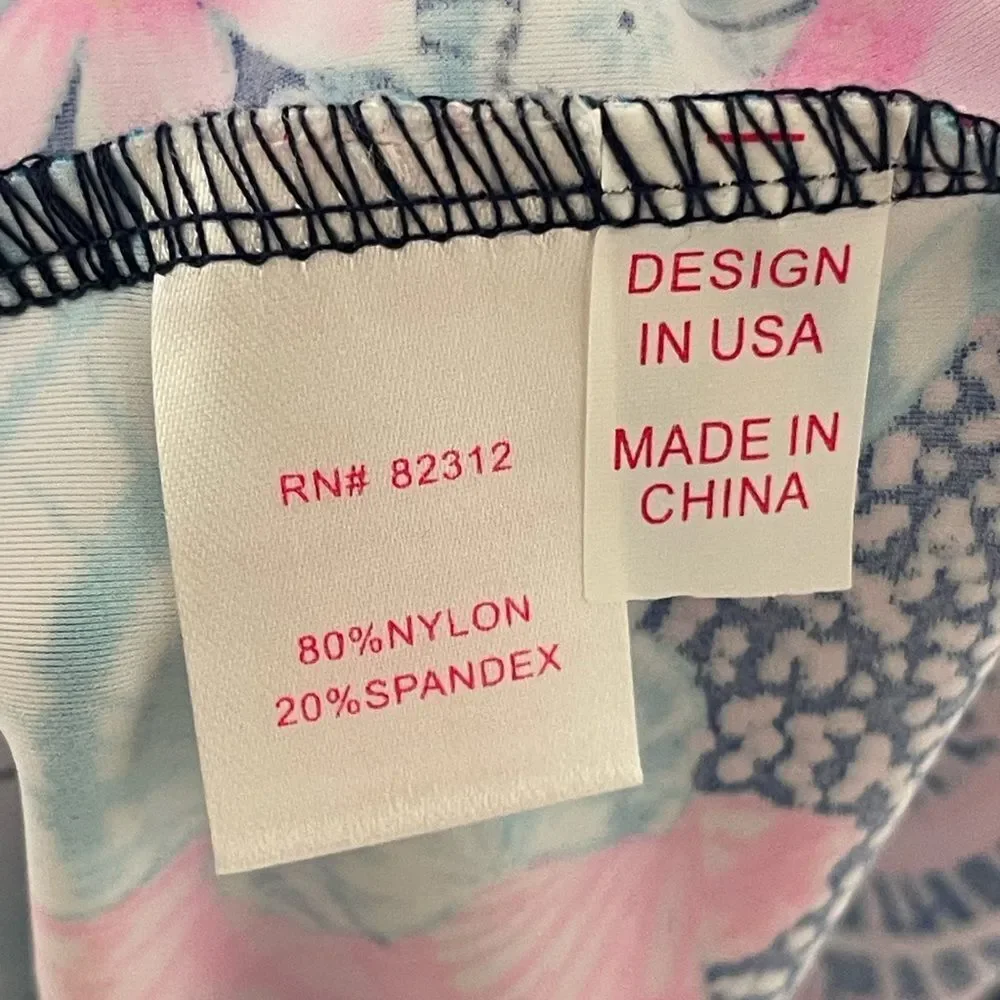 RN# 82312
80%NYLON
20%SPANDEX
DESIGN
IN USA
MADE IN
CHINA